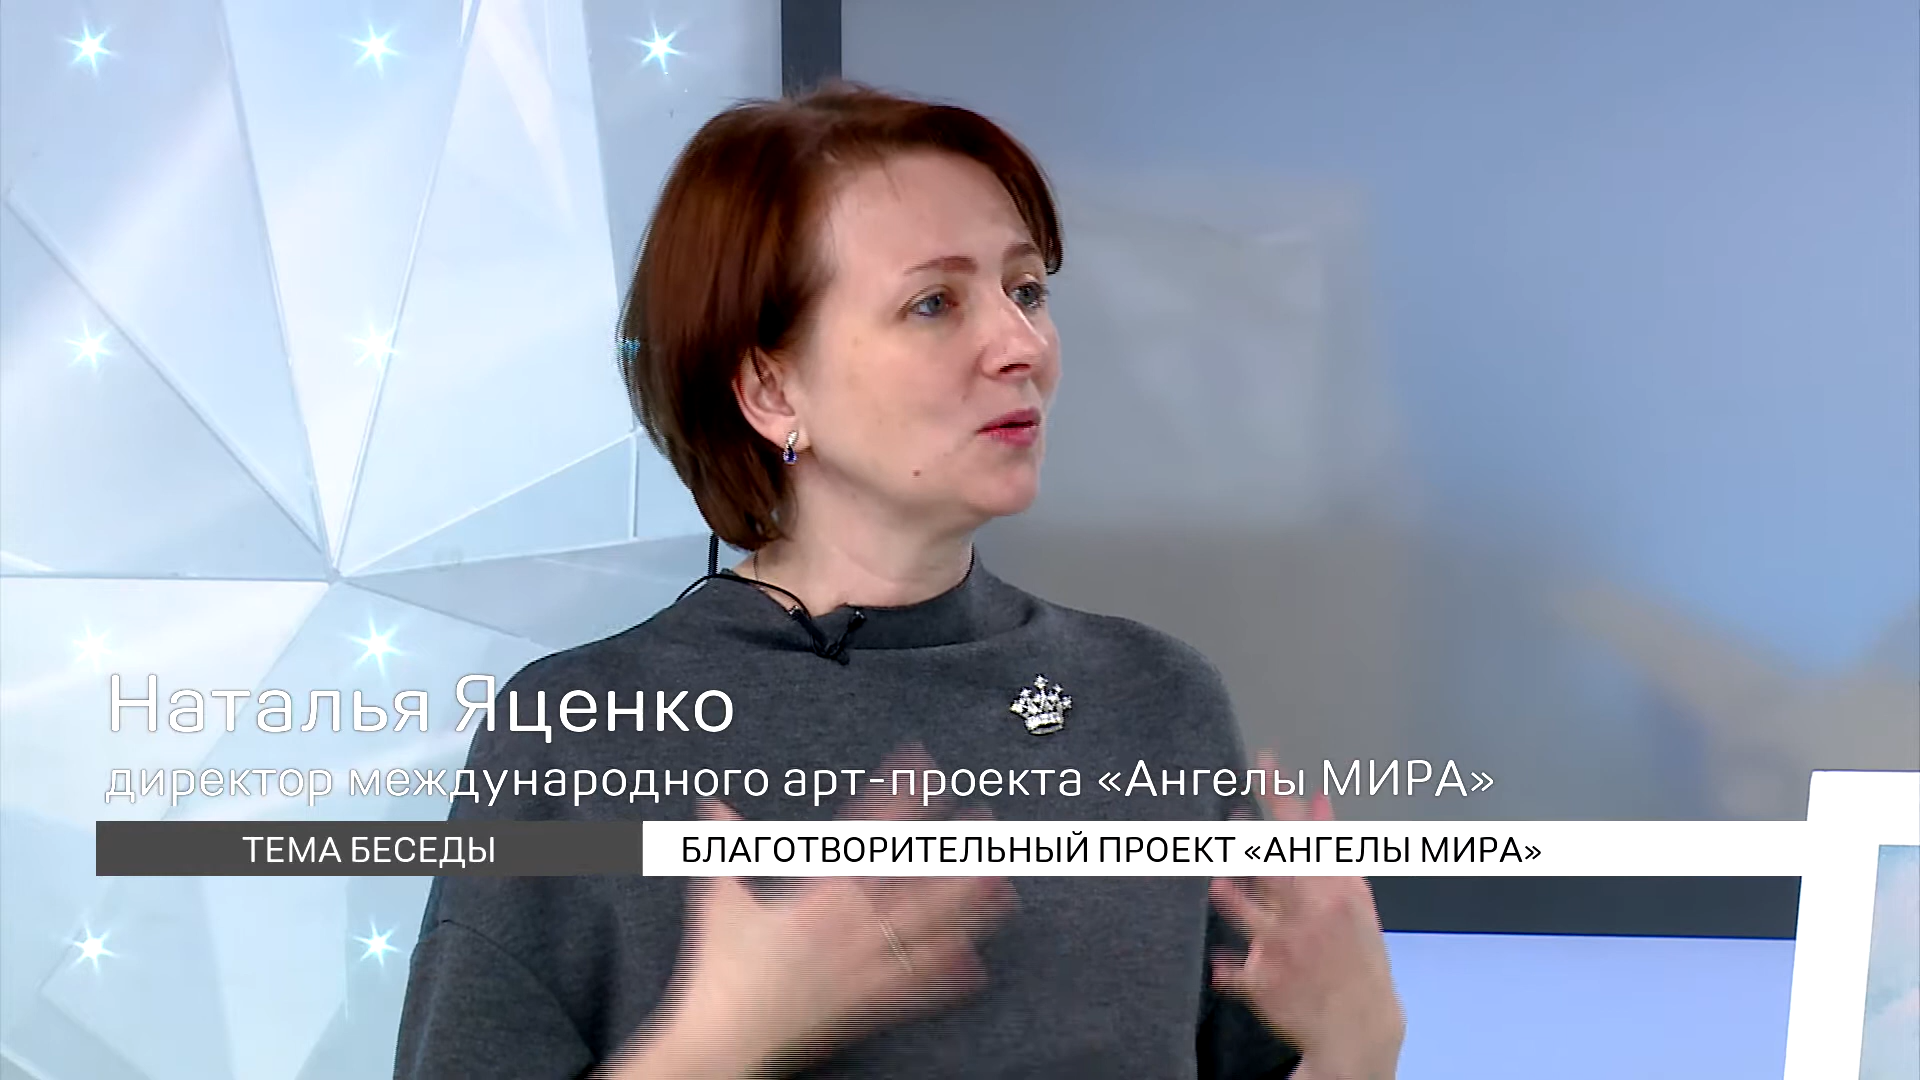 Наталья Яценко
директор международного арт-проекта «Ангелы МИРА»
ТЕМА БЕСЕДЫ
БЛАГОТВОРИТЕЛЬНЫЙ ПРОЕКТ «АНГЕЛЫ МИРА»